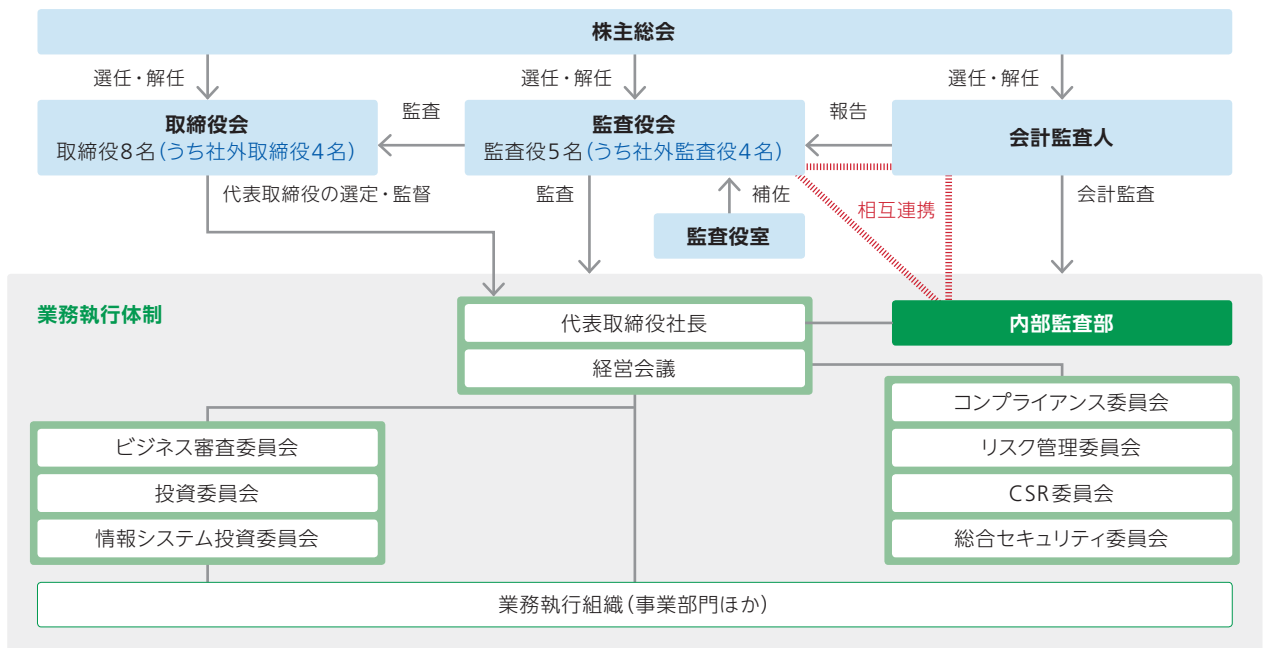 株主総会
選任・解任
選任・解任
選任・解任
取締役会
取締役8名(うち社外取締役4名)
監査
監査役会
監査役5名(うち社外監査役4名)
報告
会計監査人
代表取締役の選定・監督
監査
補佐
監査役室
相互連携
会計監査
業務執行体制
代表取締役社長
経営会議
内部監査部
ビジネス審査委員会
投資委員会
情報システム投資委員会
コンプライアンス委員会
リスク管理委員会
CSR委員会
総合セキュリティ委員会
業務執行組織(事業部門ほか)